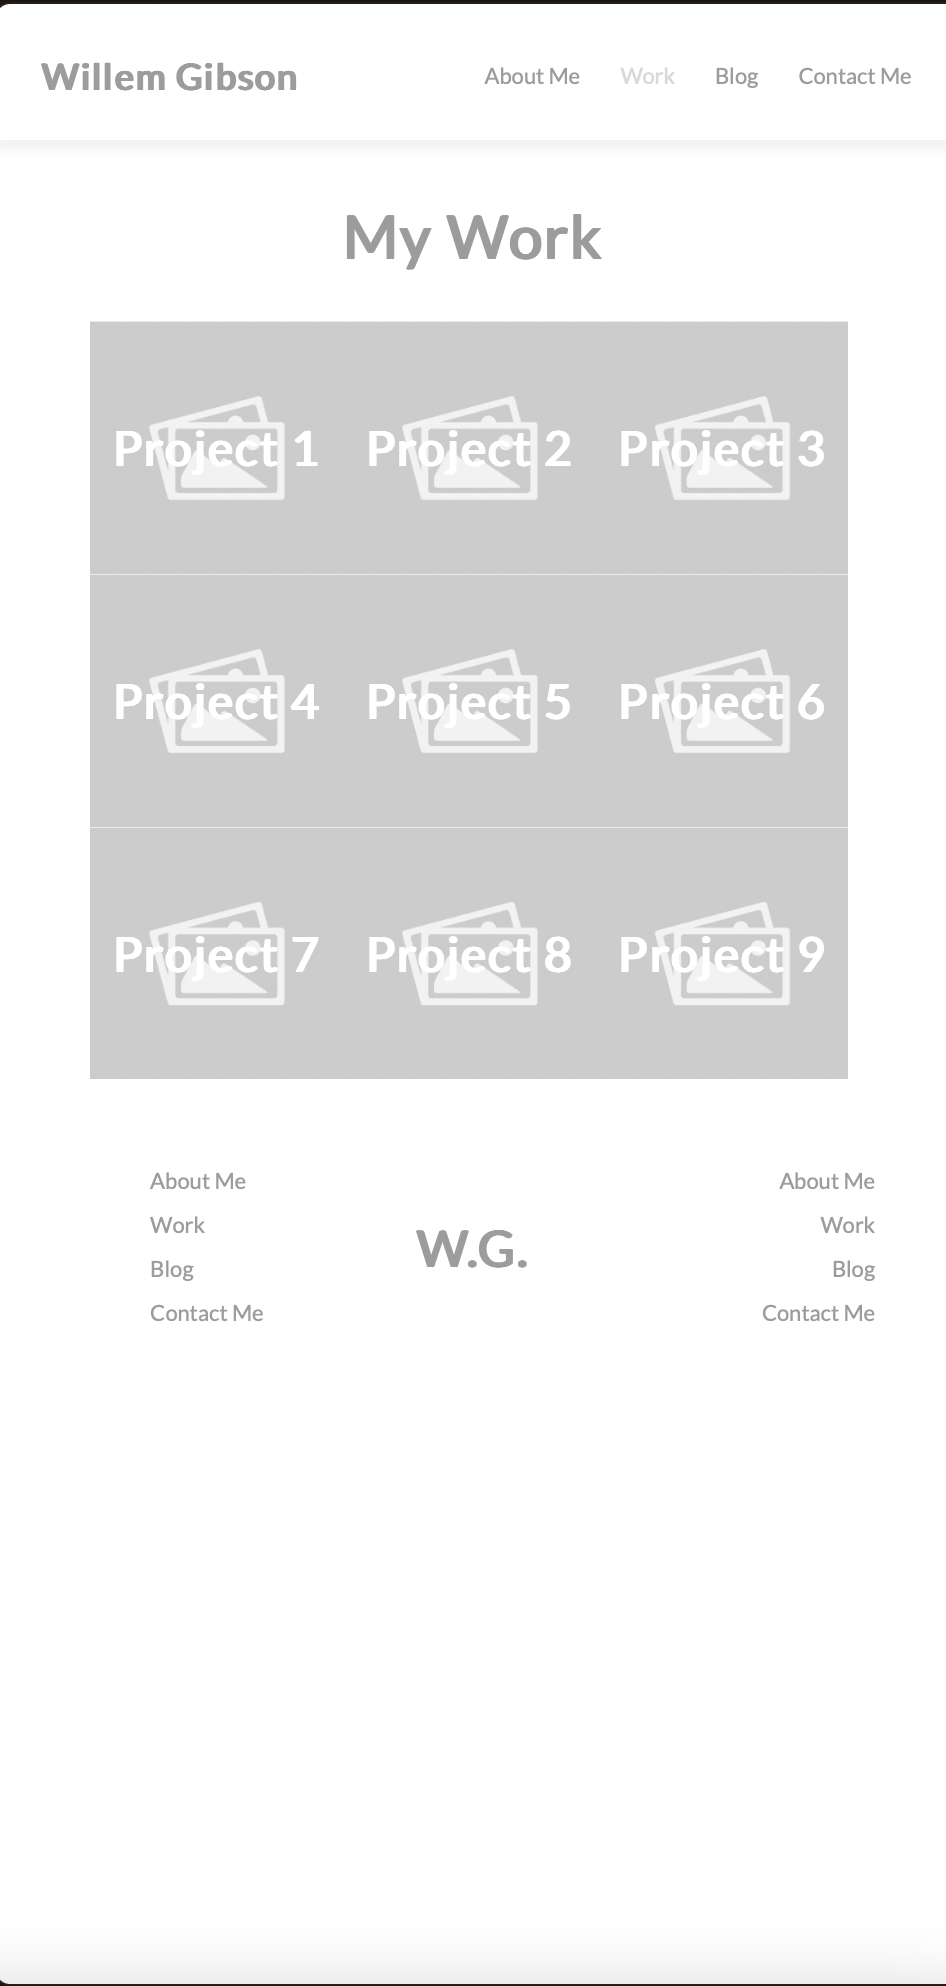 Willem Gibson
About Me Work Blog Contact Me
My Work
Project 1 Project 2 Project 3
Project 4 Project 5 Project 6
Project 7 Project 8 Project 9
About Me
Work
Blog
Contact Me
W.G.
About Me
Work
Blog
Contact Me